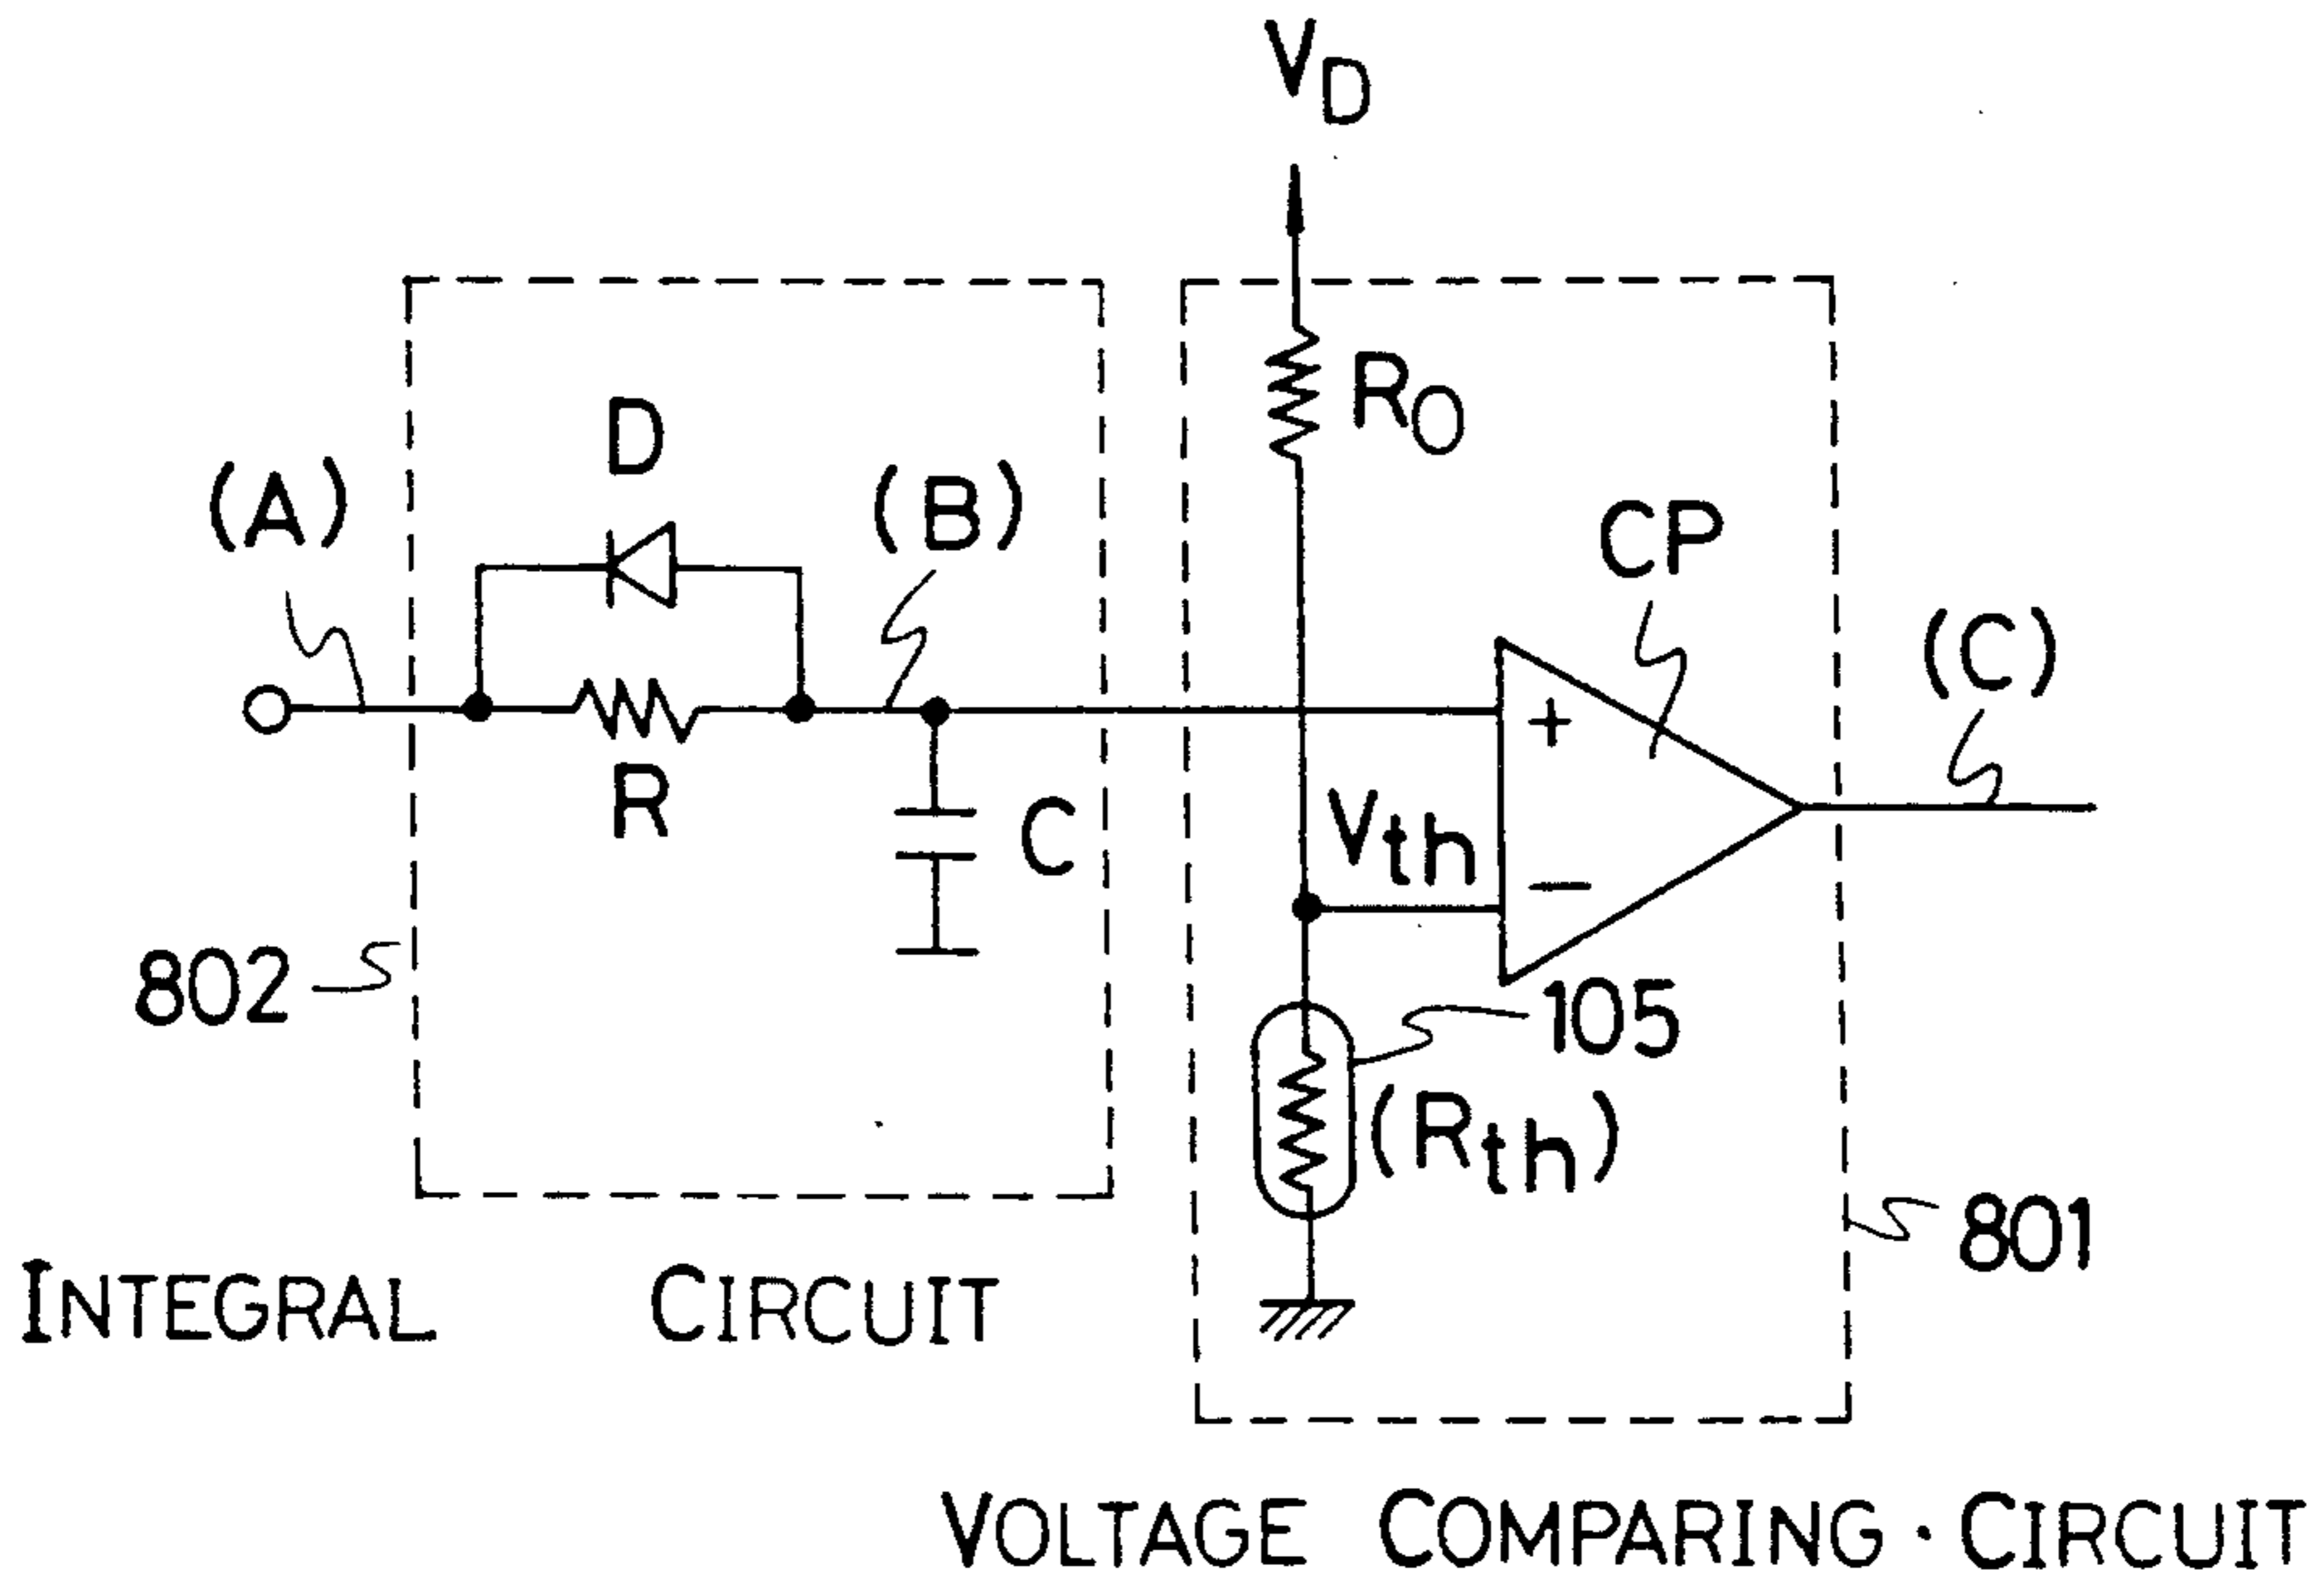 VD
RO
D
(A)
(B)
CP
(C)
+
R
C
Vth
−
802
105
(Rth)
801
INTEGRAL CIRCUIT
VOLTAGE COMPARING · CIRCUIT